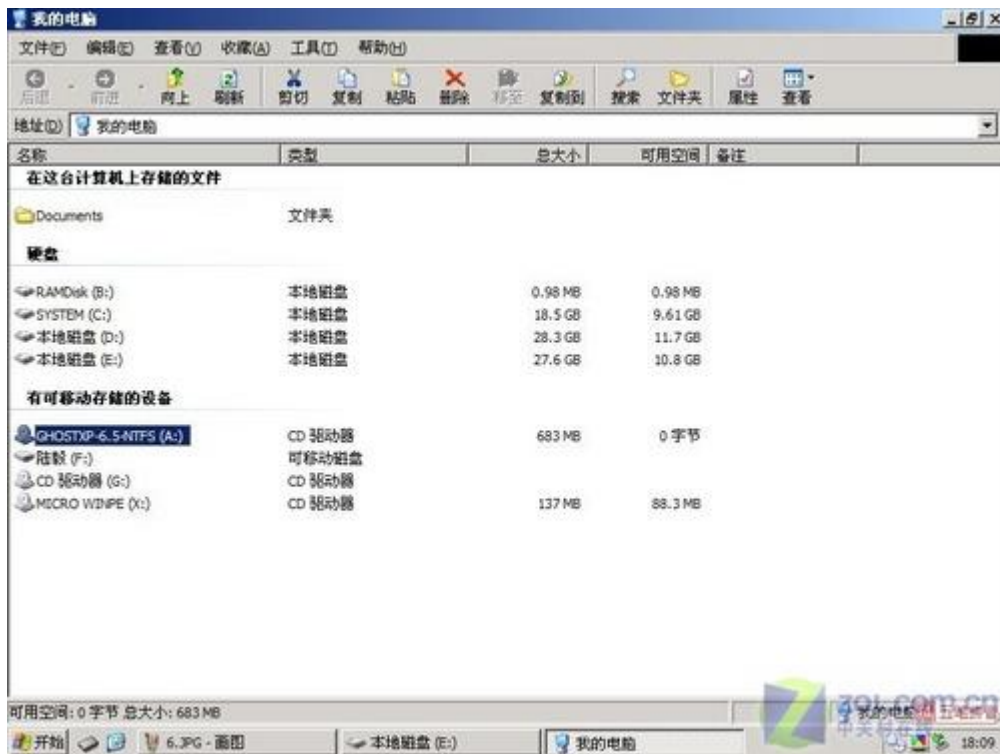 我的电脑
文件(F) 编辑(E) 查看(V) 收藏(A) 工具(T) 帮助(H)
后退 前进 向上 刷新 剪切 复制 粘贴 删除 移至 复制到 搜索 文件夹 属性 查看
地址(D) 我的电脑
名称 类型 总大小 可用空间 备注
在这台计算机上存储的文件
Documents 文件夹
硬盘
RAMDisk (B:) 本地磁盘 0.98 MB 0.98 MB
SYSTEM (C:) 本地磁盘 18.5 GB 9.61 GB
本地磁盘 (D:) 本地磁盘 28.3 GB 11.7 GB
本地磁盘 (E:) 本地磁盘 27.6 GB 10.8 GB
有可移动存储的设备
GHOSTXP-6.5-NTFS (A:) CD 驱动器 683 MB 0 字节
(F:) 可移动磁盘
CD 驱动器 (G:) CD 驱动器
MICRO WINPE (X:) CD 驱动器 137 MB 88.3 MB
可用空间: 0 字节 总大小: 683 MB 我的电脑
zol.com.cn
开始 6.JPG - 画图 本地磁盘 (E:) 我的电脑 18:09